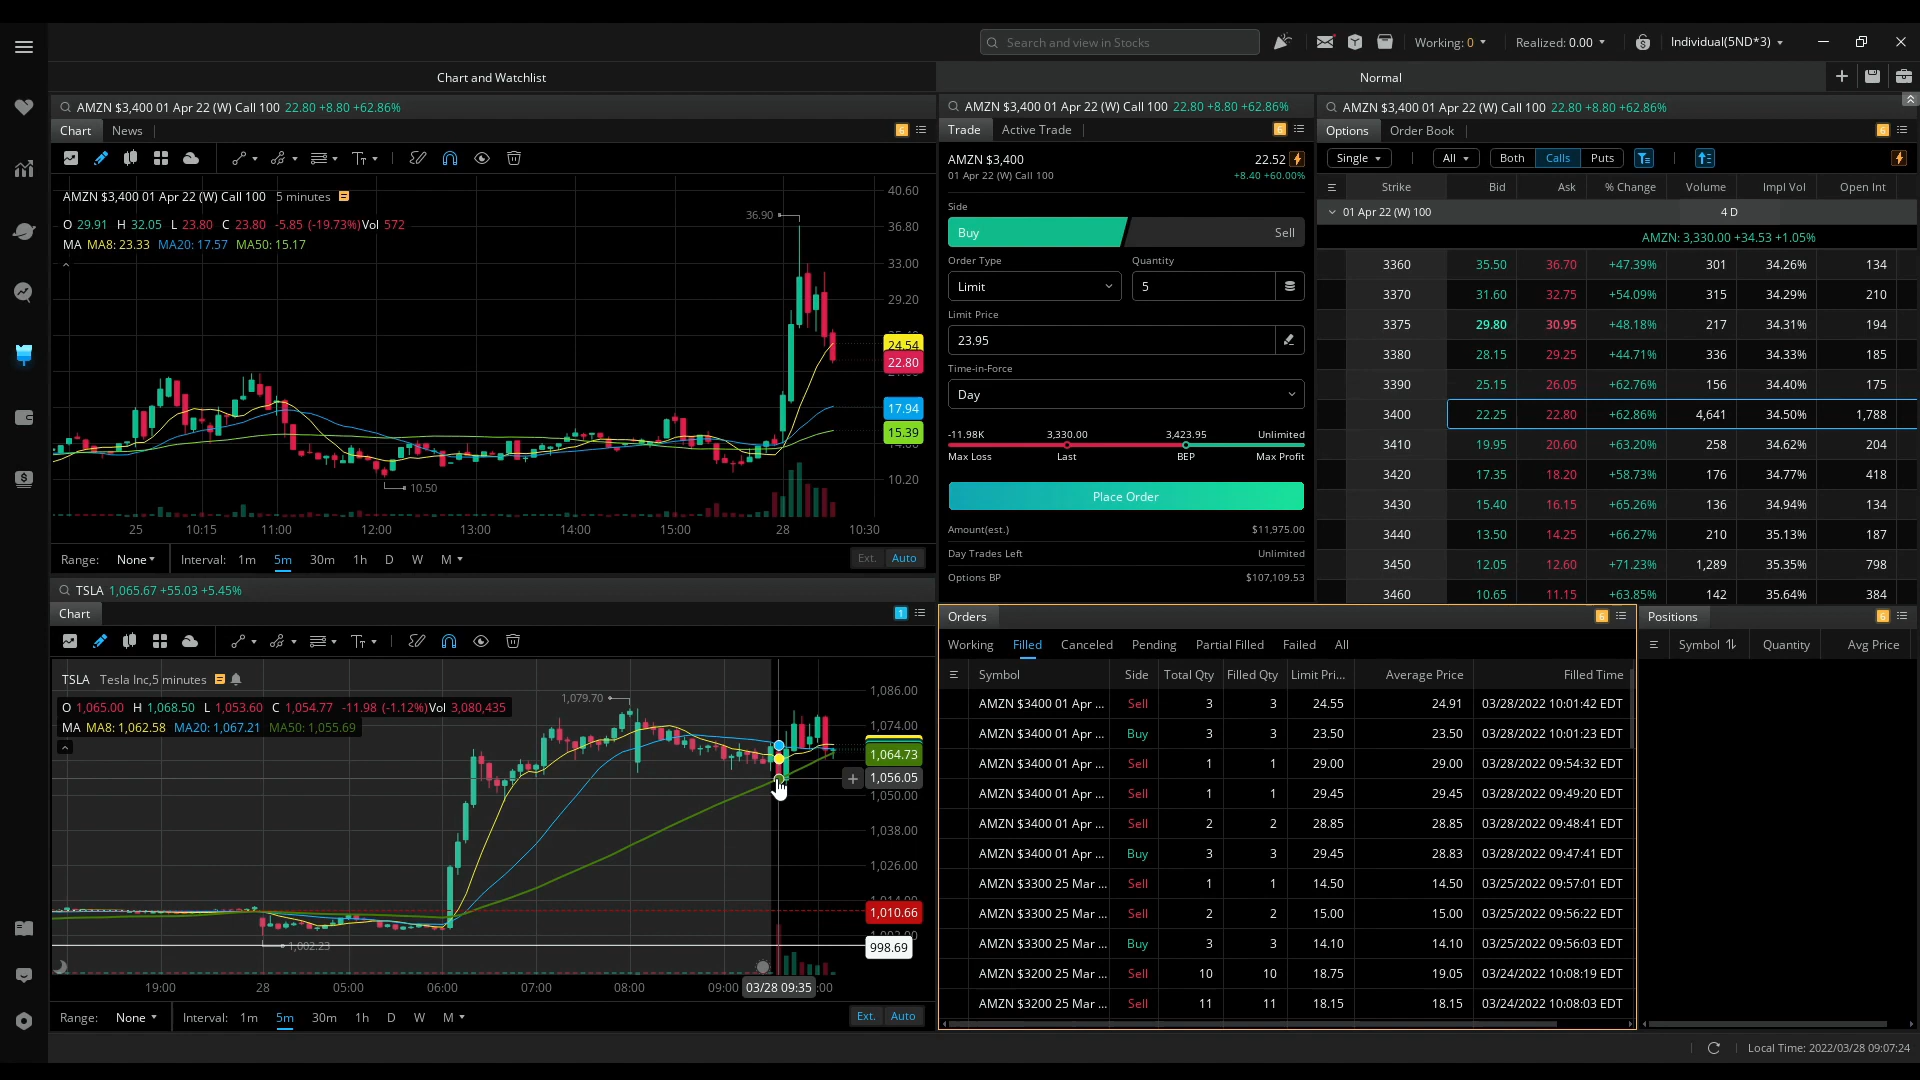 Search and view in Stocks
Working: 0
Realized: 0.00
Individual(5ND*3)
Chart and Watchlist
Normal
AMZN $3,400 01 Apr 22 (W) Call 100 22.80 +8.80 +62.86%
Chart News
6
AMZN $3,400 01 Apr 22 (W) Call 100 5 minutes
O 29.91 H 32.05 L 23.80 C 23.80 -5.85 (-19.73%)Vol 572
MA MA8: 23.33 MA20: 17.57 MA50: 15.17
36.90
10.50
40.60
36.80
33.00
29.20
24.54
22.80
17.94
15.39
10.20
25 10:15 11:00 12:00 13:00 14:00 15:00 28 10:30
Range: None Interval: 1m 5m 30m 1h D W M Ext. Auto
TSLA 1,065.67 +55.03 +5.45%
Chart
1
TSLA Tesla Inc,5 minutes
O 1,065.00 H 1,068.50 L 1,053.60 C 1,054.77 -11.98 (-1.12%)Vol 3,080,435
MA MA8: 1,062.58 MA20: 1,067.21 MA50: 1,055.69
1,079.70
1,002.23
1,086.00
1,074.00
1,064.73
1,056.05
1,050.00
1,038.00
1,026.00
1,010.66
998.69
19:00 28 05:00 06:00 07:00 08:00 09:00 03/28 09:35 :00
Range: None Interval: 1m 5m 30m 1h D W M Ext. Auto
AMZN $3,400 01 Apr 22 (W) Call 100 22.80 +8.80 +62.86%
Trade Active Trade
6
AMZN $3,400 22.52
01 Apr 22 (W) Call 100 +8.40 +60.00%
Side
Buy Sell
Order Type Quantity
Limit 5
Limit Price
23.95
Time-in-Force
Day
-11.98K 3,330.00 3,423.95 Unlimited
Max Loss Last BEP Max Profit
Place Order
Amount(est.) $11,975.00
Day Trades Left Unlimited
Options BP $107,109.53
AMZN $3,400 01 Apr 22 (W) Call 100 22.80 +8.80 +62.86%
Options Order Book
6
Single All Both Calls Puts
Strike Bid Ask % Change Volume Impl Vol Open Int
01 Apr 22 (W) 100 4 D
AMZN: 3,330.00 +34.53 +1.05%
3360 35.50 36.70 +47.39% 301 34.26% 134
3370 31.60 32.75 +54.09% 315 34.29% 210
3375 29.80 30.95 +48.18% 217 34.31% 194
3380 28.15 29.25 +44.71% 336 34.33% 185
3390 25.15 26.05 +62.76% 156 34.40% 175
3400 22.25 22.80 +62.86% 4,641 34.50% 1,788
3410 19.95 20.60 +63.20% 258 34.62% 204
3420 17.35 18.20 +58.73% 176 34.77% 418
3430 15.40 16.15 +65.26% 136 34.94% 134
3440 13.50 14.25 +66.27% 210 35.13% 187
3450 12.05 12.60 +71.23% 1,289 35.35% 798
3460 10.65 11.15 +63.85% 142 35.64% 384
Orders
6
Working Filled Canceled Pending Partial Filled Failed All
Symbol Side Total Qty Filled Qty Limit Pri... Average Price Filled Time
AMZN $3400 01 Apr ... Sell 3 3 24.55 24.91 03/28/2022 10:01:42 EDT
AMZN $3400 01 Apr ... Buy 3 3 23.50 23.50 03/28/2022 10:01:23 EDT
AMZN $3400 01 Apr ... Sell 1 1 29.00 29.00 03/28/2022 09:54:32 EDT
AMZN $3400 01 Apr ... Sell 1 1 29.45 29.45 03/28/2022 09:49:20 EDT
AMZN $3400 01 Apr ... Sell 2 2 28.85 28.85 03/28/2022 09:48:41 EDT
AMZN $3400 01 Apr ... Buy 3 3 29.45 28.83 03/28/2022 09:47:41 EDT
AMZN $3300 25 Mar ... Sell 1 1 14.50 14.50 03/25/2022 09:57:01 EDT
AMZN $3300 25 Mar ... Sell 2 2 15.00 15.00 03/25/2022 09:56:22 EDT
AMZN $3300 25 Mar ... Buy 3 3 14.10 14.10 03/25/2022 09:56:03 EDT
AMZN $3200 25 Mar ... Sell 10 10 18.75 19.05 03/24/2022 10:08:19 EDT
AMZN $3200 25 Mar ... Sell 11 11 18.15 18.15 03/24/2022 10:08:03 EDT
Positions
6
Symbol Quantity Avg Price
Local Time: 2022/03/28 09:07:24